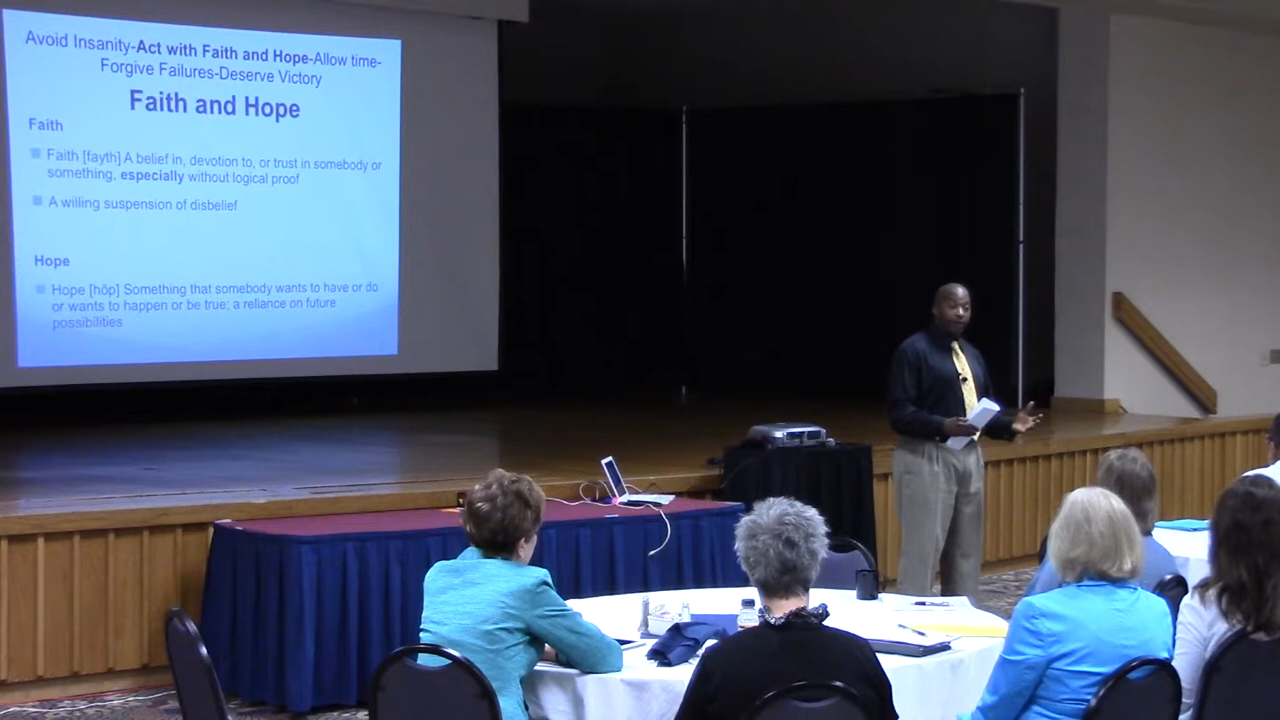 Avoid Insanity-Act with Faith and Hope-Allow time-
Forgive Failures-Deserve Victory
Faith and Hope
Faith
Faith [fayth] A belief in, devotion to, or trust in somebody or
something, especially without logical proof
A willing suspension of disbelief
Hope
Hope [hōp] Something that somebody wants to have or do
or wants to happen or be true; a reliance on future
possibilities